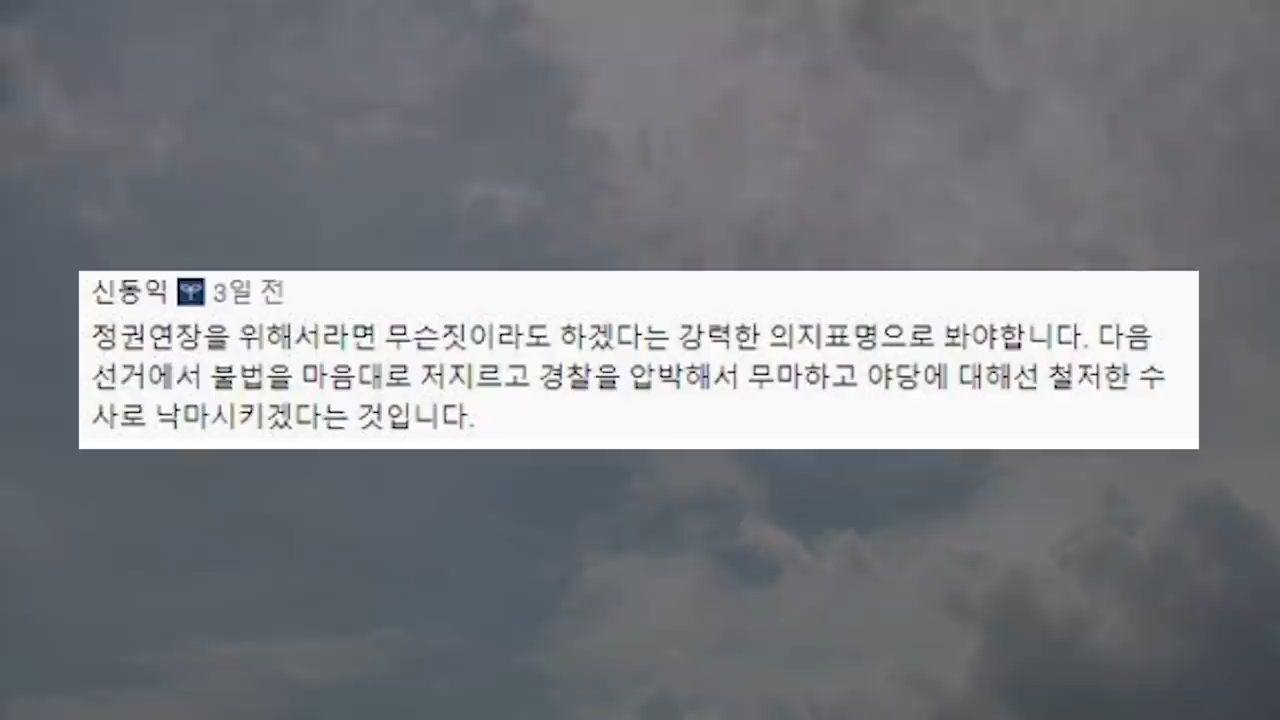 신동익 3일 전
정권연장을 위해서라면 무슨짓이라도 하겠다는 강력한 의지표명으로 봐야합니다. 다음
선거에서 불법을 마음대로 저지르고 경찰을 압박해서 무마하고 야당에 대해선 철저한 수
사로 낙마시키겠다는 것입니다.